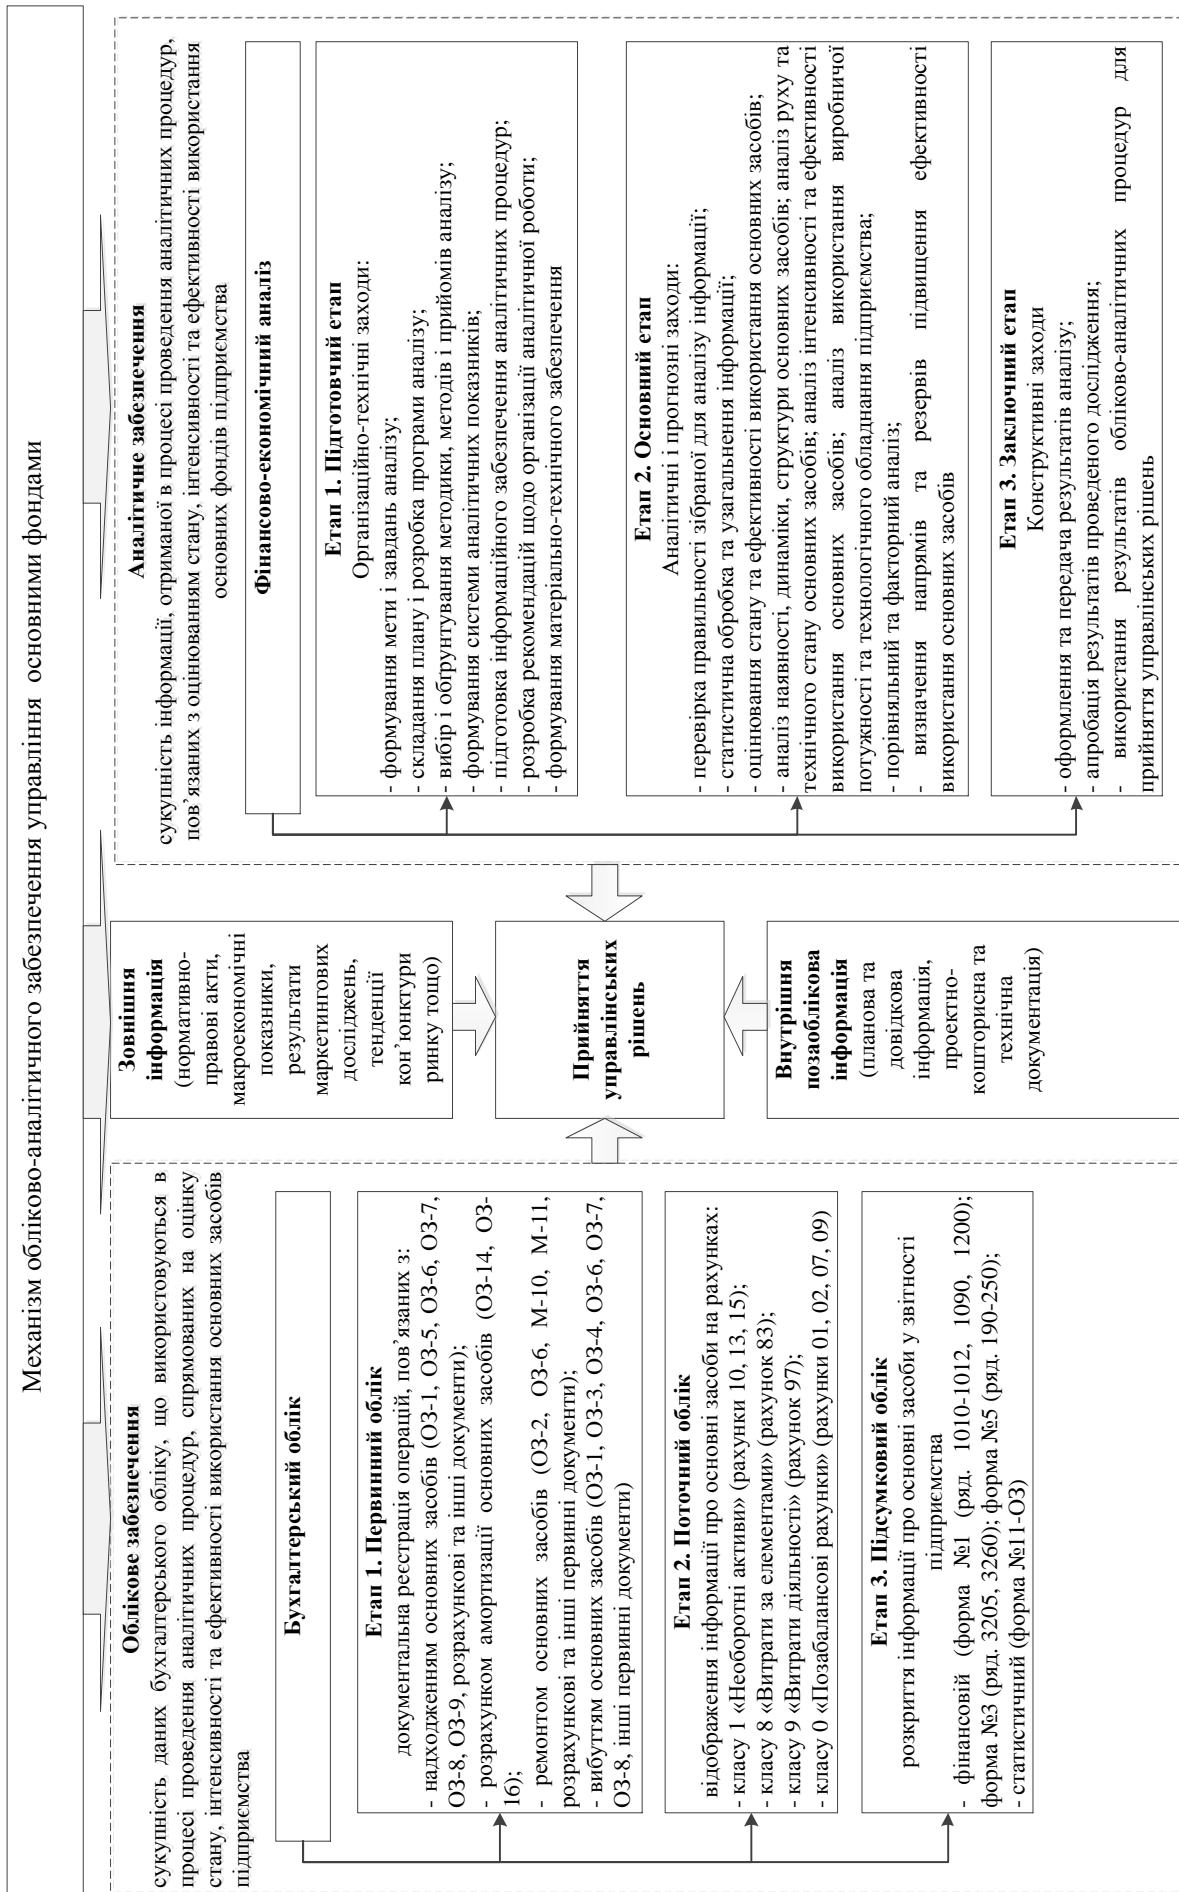 Механізм обліково-аналітичного забезпечення управління основними фондами
Облікове забезпечення
сукупність даних бухгалтерського обліку, що використовуються в
процесі проведення аналітичних процедур, спрямованих на оцінку
стану, інтенсивності та ефективності використання основних засобів
підприємства
Бухгалтерський облік
Етап 1. Первинний облік
документальна реєстрація операцій, пов’язаних з:
- надходженням основних засобів (ОЗ-1, ОЗ-5, ОЗ-6, ОЗ-7,
ОЗ-8, ОЗ-9, розрахункові та інші документи);
- розрахунком амортизації основних засобів (ОЗ-14, ОЗ-
16);
- ремонтом основних засобів (ОЗ-2, ОЗ-6, М-10, М-11,
розрахункові та інші первинні документи);
- вибуттям основних засобів (ОЗ-1, ОЗ-3, ОЗ-4, ОЗ-6, ОЗ-7,
ОЗ-8, інші первинні документи)
Етап 2. Поточний облік
відображення інформації про основні засоби на рахунках:
- класу 1 «Необоротні активи» (рахунки 10, 13, 15);
- класу 8 «Витрати за елементами» (рахунок 83);
- класу 9 «Витрати діяльності» (рахунок 97);
- класу 0 «Позабалансові рахунки» (рахунки 01, 02, 07, 09)
Етап 3. Підсумковий облік
розкриття інформації про основні засоби у звітності
підприємства
- фінансовій (форма №1 (ряд. 1010-1012, 1090, 1200);
форма №3 (ряд. 3205, 3260); форма №5 (ряд. 190-250);
- статистичний (форма №11-ОЗ)
Зовнішня
інформація
(нормативно-
правові акти,
макроекономічні
показники,
результати
маркетингових
досліджень,
тенденції
кон’юнктури
ринку тощо)
Прийняття
управлінських
рішень
Внутрішня
позаоблікова
інформація
(планова та
довідкова
інформація,
проектно-
кошторисна та
технічна
документація)
Аналітичне забезпечення
сукупність інформації, отриманої в процесі проведення аналітичних процедур,
пов’язаних з оцінюванням стану, інтенсивності та ефективності використання
основних фондів підприємства
Фінансово-економічний аналіз
Етап 1. Підготовчий етап
Організаційно-технічні заходи:
- формування мети і завдань аналізу;
- складання плану і розробка програми аналізу;
- вибір і обґрунтування методики, методів і прийомів аналізу;
- формування системи аналітичних показників;
- підготовка інформаційного забезпечення аналітичних процедур;
- розробка рекомендацій щодо організації аналітичної роботи;
- формування матеріально-технічного забезпечення
Етап 2. Основний етап
Аналітичні і прогнозні заходи:
- перевірка правильності зібраної для аналізу інформації;
- статистична обробка та узагальнення інформації;
- оцінювання стану та ефективності використання основних засобів;
- аналіз наявності, динаміки, структури основних засобів; аналіз руху та
технічного стану основних засобів; аналіз інтенсивності та ефективності
використання основних засобів; аналіз використання виробничої
потужності та технологічного обладнання підприємства;
- порівняльний та факторний аналіз;
- визначення напрямів та резервів підвищення ефективності
використання основних засобів
Етап 3. Заключний етап
Конструктивні заходи
- оформлення та передача результатів аналізу;
- апробація результатів проведеного дослідження;
- використання результатів обліково-аналітичних процедур для
прийняття управлінських рішень